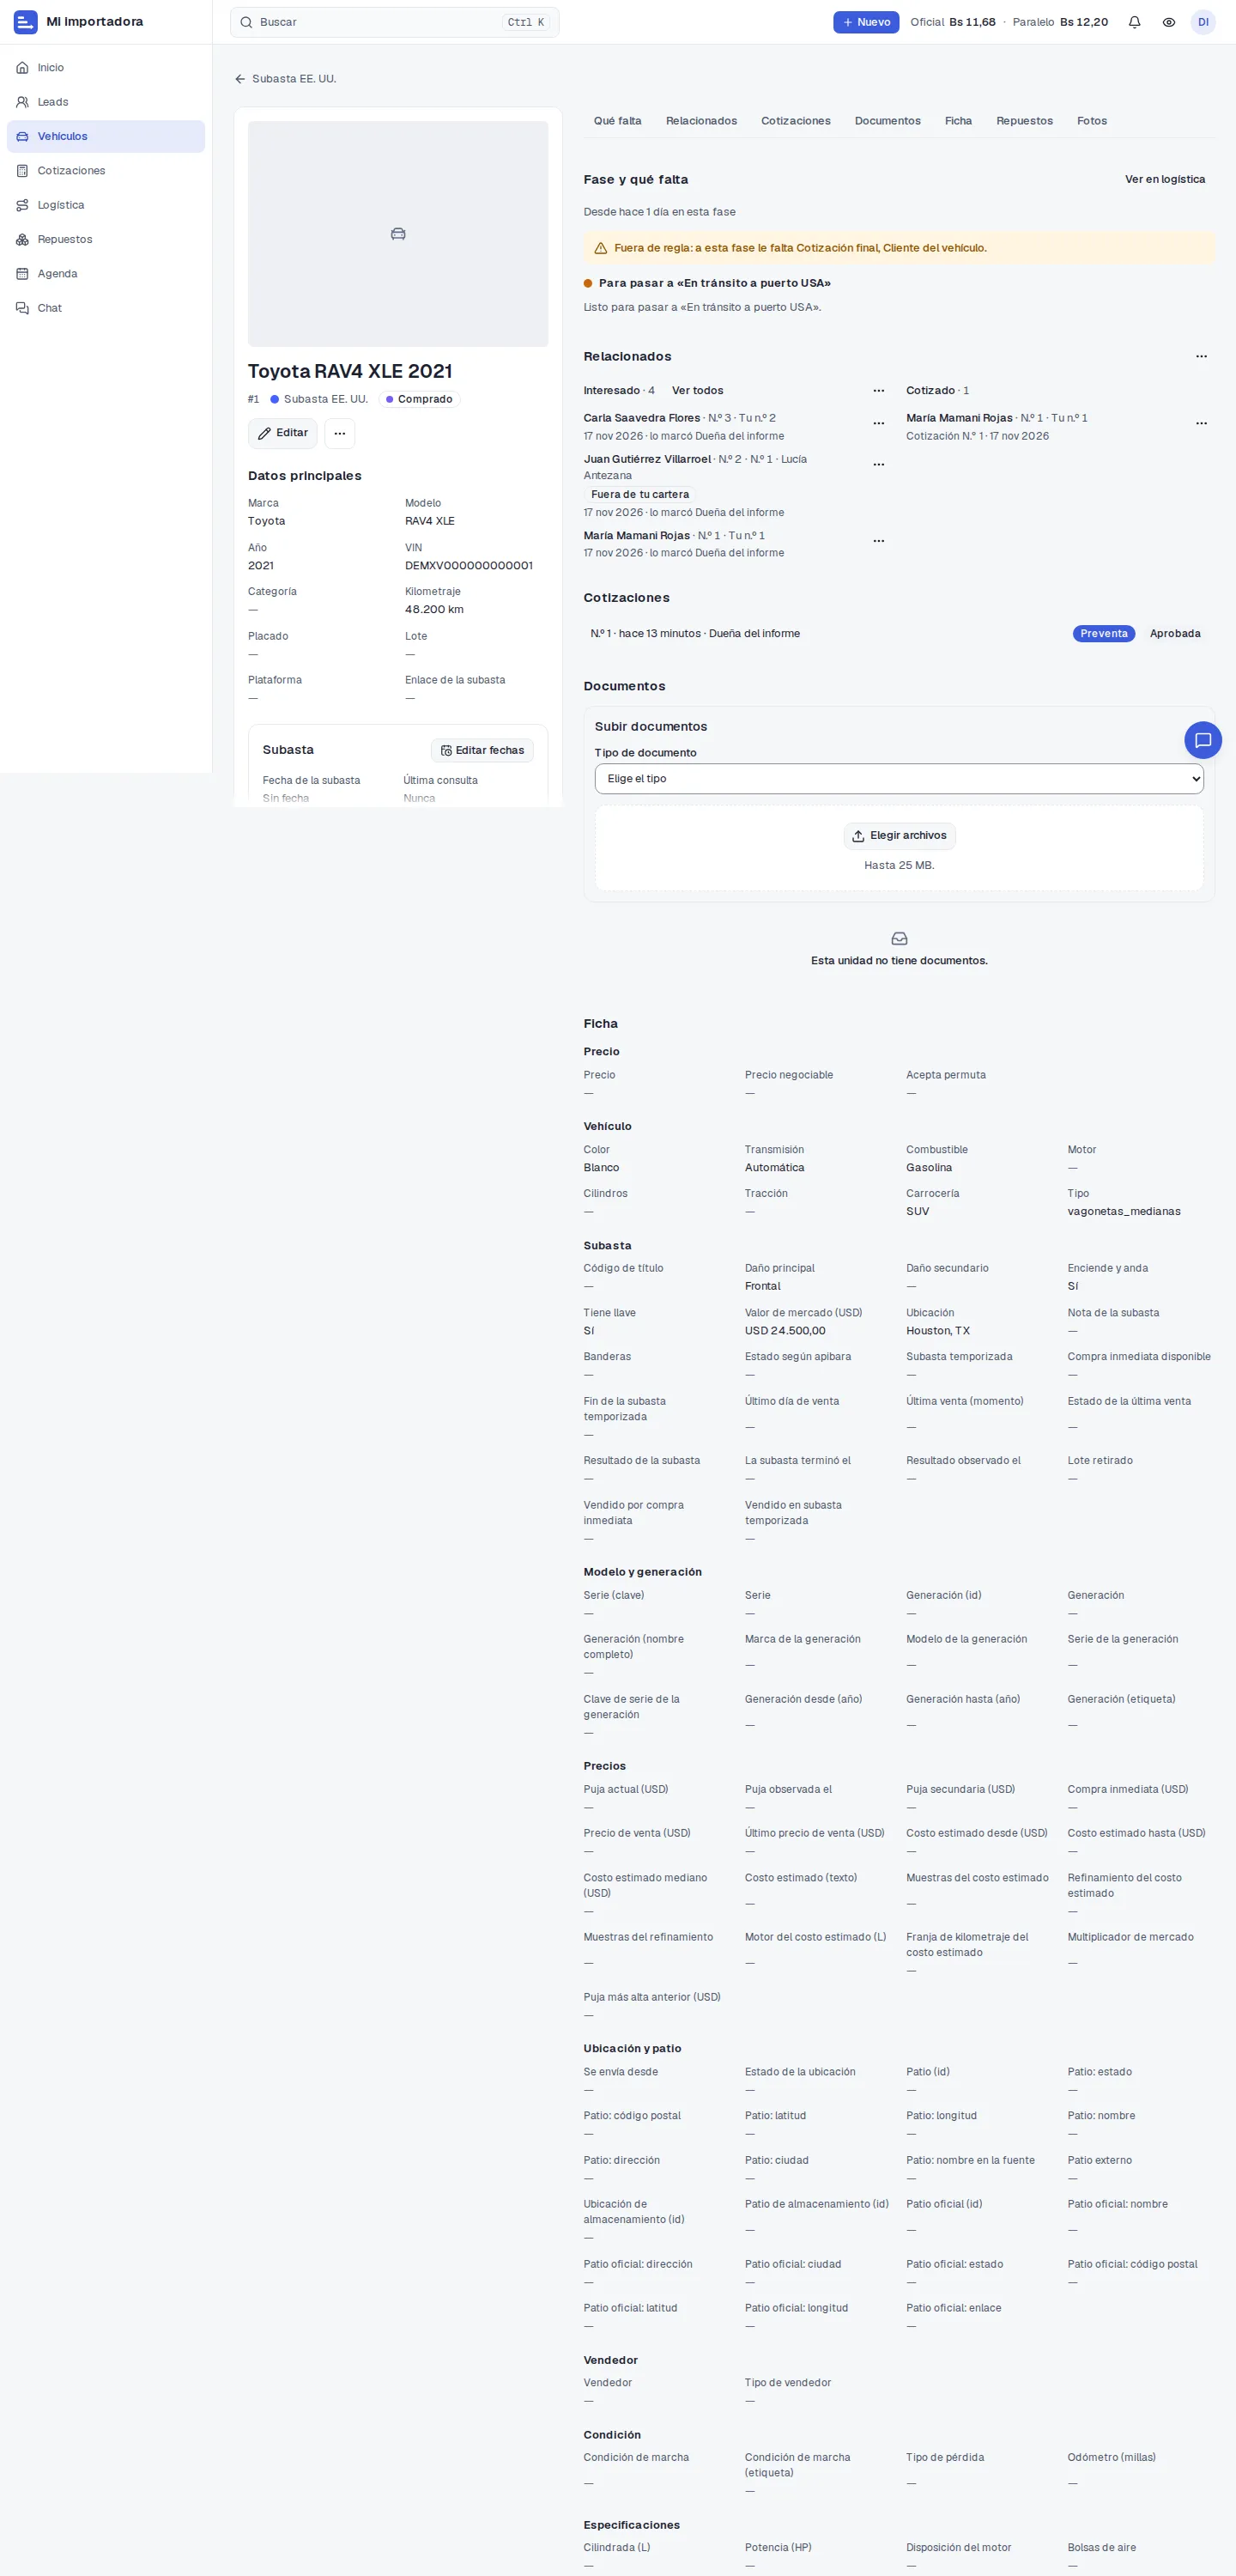 Mi importadora
Buscar
Ctrl K
Nuevo
Oficial Bs 11,68 · Paralelo Bs 12,20
DI
Inicio
Leads
Vehículos
Cotizaciones
Logística
Repuestos
Agenda
Chat
Subasta EE. UU.
Toyota RAV4 XLE 2021
#1 Subasta EE. UU. Comprado
Editar
Datos principales
Marca Modelo
Toyota RAV4 XLE
Año VIN
2021 DEMXV000000000001
Categoría Kilometraje
— 48.200 km
Placado Lote
— —
Plataforma Enlace de la subasta
— —
Subasta Editar fechas
Fecha de la subasta Última consulta
Sin fecha Nunca
Qué falta Relacionados Cotizaciones Documentos Ficha Repuestos Fotos
Fase y qué falta Ver en logística
Desde hace 1 día en esta fase
Fuera de regla: a esta fase le falta Cotización final, Cliente del vehículo.
Para pasar a «En tránsito a puerto USA»
Listo para pasar a «En tránsito a puerto USA».
Relacionados
Interesado · 4 Ver todos
Carla Saavedra Flores · N.º 3 · Tu n.º 2
17 nov 2026 · lo marcó Dueña del informe
Juan Gutiérrez Villarroel · N.º 2 · N.º 1 · Lucía
Antezana
Fuera de tu cartera
17 nov 2026 · lo marcó Dueña del informe
María Mamani Rojas · N.º 1 · Tu n.º 1
17 nov 2026 · lo marcó Dueña del informe
Cotizado · 1
María Mamani Rojas · N.º 1 · Tu n.º 1
Cotización N.° 1 · 17 nov 2026
Cotizaciones
N.º 1 · hace 13 minutos · Dueña del informe Preventa Aprobada
Documentos
Subir documentos
Tipo de documento
Elige el tipo
Elegir archivos
Hasta 25 MB.
Esta unidad no tiene documentos.
Ficha
Precio
Precio Precio negociable Acepta permuta
— — —
Vehículo
Color Transmisión Combustible Motor
Blanco Automática Gasolina —
Cilindros Tracción Carrocería Tipo
— — SUV vagonetas_medianas
Subasta
Código de título Daño principal Daño secundario Enciende y anda
— Frontal — Sí
Tiene llave Valor de mercado (USD) Ubicación Nota de la subasta
Sí USD 24.500,00 Houston, TX —
Banderas Estado según apibara Subasta temporizada Compra inmediata disponible
— — — —
Fin de la subasta temporizada Último día de venta Última venta (momento) Estado de la última venta
— — — —
Resultado de la subasta La subasta terminó el Resultado observado el Lote retirado
— — — —
Vendido por compra inmediata Vendido en subasta temporizada
— —
Modelo y generación
Serie (clave) Serie Generación (id) Generación
— — — —
Generación (nombre completo) Marca de la generación Modelo de la generación Serie de la generación
— — — —
Clave de serie de la generación Generación desde (año) Generación hasta (año) Generación (etiqueta)
— — — —
Precios
Puja actual (USD) Puja observada el Puja secundaria (USD) Compra inmediata (USD)
— — — —
Precio de venta (USD) Último precio de venta (USD) Costo estimado desde (USD) Costo estimado hasta (USD)
— — — —
Costo estimado mediano (USD) Costo estimado (texto) Muestras del costo estimado Refinamiento del costo estimado
— — — —
Muestras del refinamiento Motor del costo estimado (L) Franja de kilometraje del costo estimado Multiplicador de mercado
— — — —
Puja más alta anterior (USD)
—
Ubicación y patio
Se envía desde Estado de la ubicación Patio (id) Patio: estado
— — — —
Patio: código postal Patio: latitud Patio: longitud Patio: nombre
— — — —
Patio: dirección Patio: ciudad Patio: nombre en la fuente Patio externo
— — — —
Ubicación de almacenamiento (id) Patio de almacenamiento (id) Patio oficial (id) Patio oficial: nombre
— — — —
Patio oficial: dirección Patio oficial: ciudad Patio oficial: estado Patio oficial: código postal
— — — —
Patio oficial: latitud Patio oficial: longitud Patio oficial: enlace
— — —
Vendedor
Vendedor Tipo de vendedor
— —
Condición
Condición de marcha Condición de marcha (etiqueta) Tipo de pérdida Odómetro (millas)
— — — —
Especificaciones
Cilindrada (L) Potencia (HP) Disposición del motor Bolsas de aire
— — — —